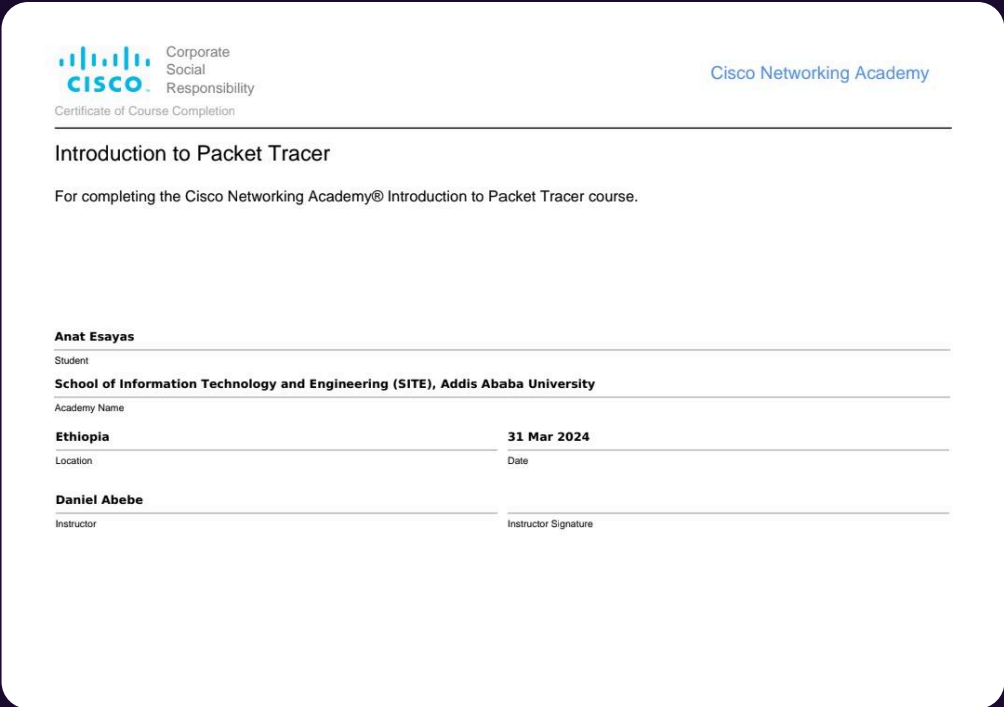 CISCO
Corporate
Social
Responsibility
Cisco Networking Academy
Certificate of Course Completion
Introduction to Packet Tracer
For completing the Cisco Networking Academy® Introduction to Packet Tracer course.
Anat Esayas
Student
School of Information Technology and Engineering (SITE), Addis Ababa University
Academy Name
Ethiopia
Location
31 Mar 2024
Date
Daniel Abebe
Instructor
Instructor Signature